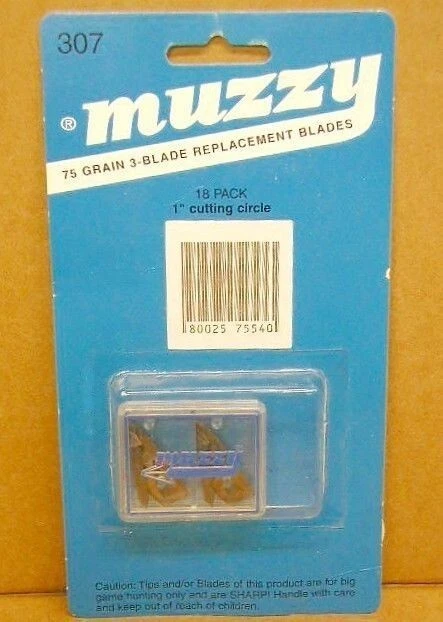 307
muzzy®
75 GRAIN 3-BLADE REPLACEMENT BLADES
18 PACK
1" cutting circle
80025 75540
muzzy
Caution: Tips and/or Blades of this product are for big
game hunting only and are SHARP! Handle with care
and keep out of reach of children.